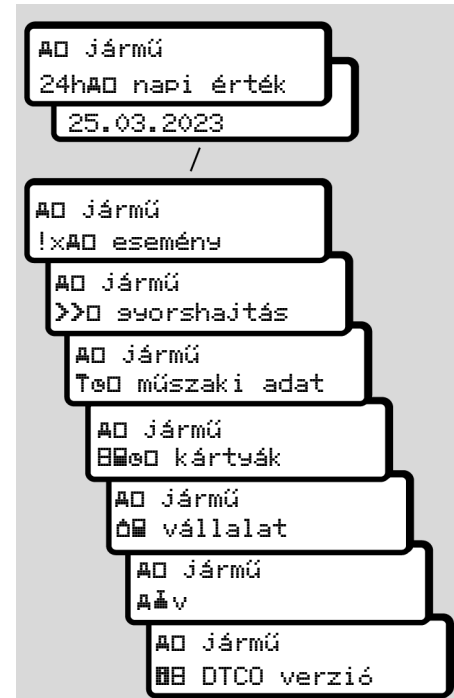 jármű
24h napi érték
25.03.2023
/
jármű
!x esemény
jármű
>> gyorshajtás
jármű
műszaki adat
jármű
kártyák
jármű
vállalat
jármű
v
jármű
DTCO verzió